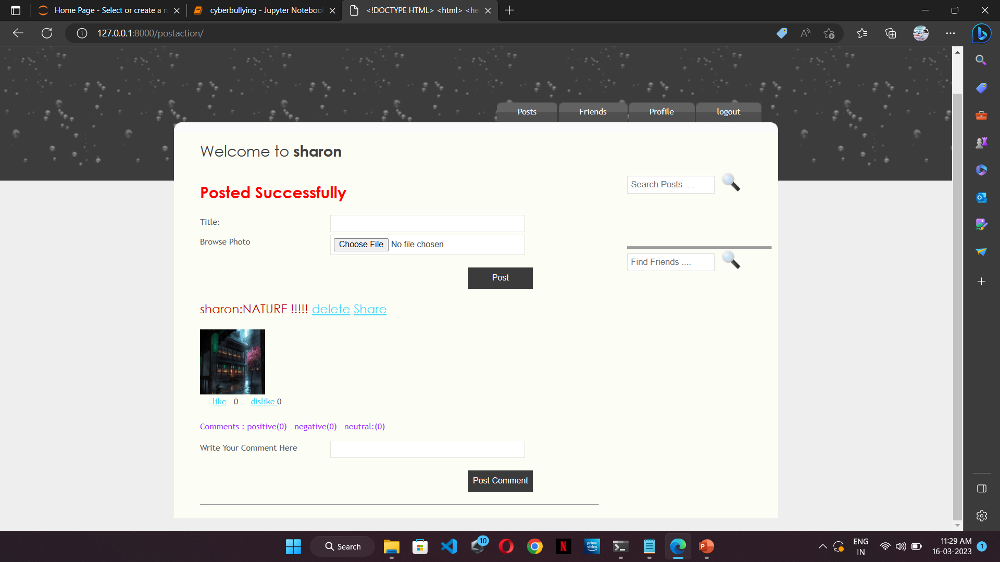 Home Page - Select or create a n
cyberbullying - Jupyter Notebook
<!DOCTYPE HTML> <html> <he
127.0.0.1:8000/postaction/
Posts
Friends
Profile
logout
Welcome to sharon
Posted Successfully
Search Posts ....
Title:
Browse Photo
Choose File No file chosen
Find Friends ....
Post
sharon:NATURE !!!!! delete Share
like 0 dislike 0
Comments : positive(0) negative(0) neutral:(0)
Write Your Comment Here
Post Comment
Search
10
prime video
ENG
IN
11:29 AM
16-03-2023
1